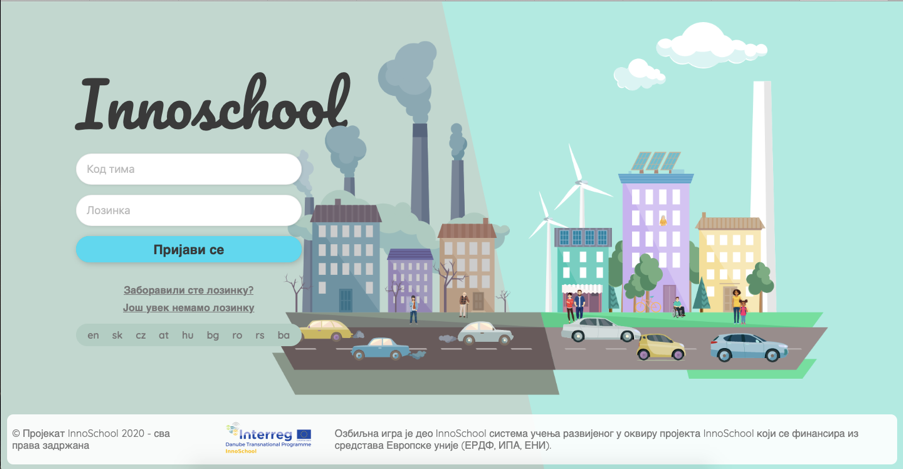 Innoschool
Код тима
Лозинка
Пријави се
Заборавили сте лозинку?
Још увек немамо лозинку
en sk cz at hu bg ro rs ba
© Пројекат InnoSchool 2020 - сва
права задржана
Interreg
Danube Transnational Programme
InnoSchool
Озбиљна игра је део InnoSchool система учења развијеног у оквиру пројекта InnoSchool који се финансира из
средстава Европске уније (ЕРДФ, ИПА, ЕНИ).